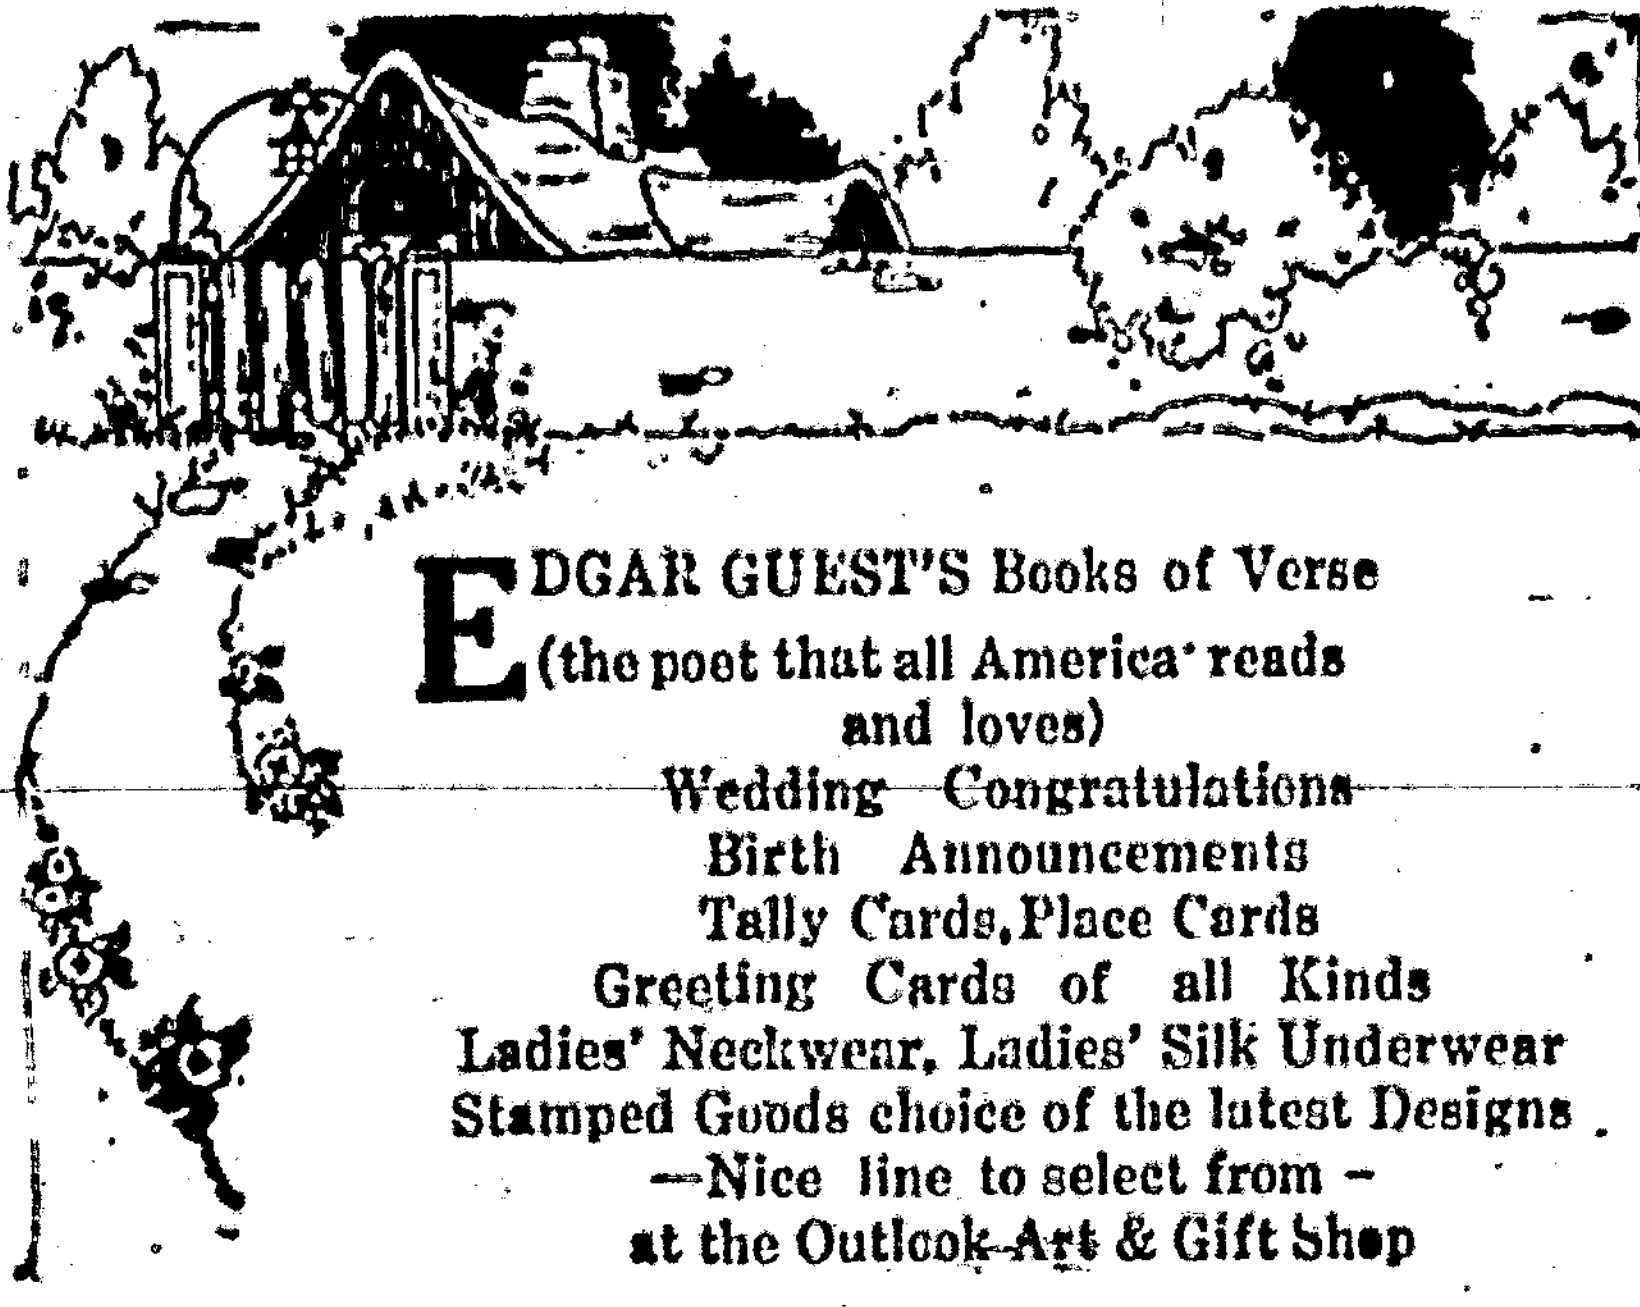 EDGAR GUEST'S Books of Verse
(the poet that all America reads
and loves)
Wedding Congratulations
Birth Announcements
Tally Cards, Place Cards
Greeting Cards of all Kinds
Ladies' Neckwear, Ladies' Silk Underwear
Stamped Goods choice of the latest Designs.
—Nice line to select from –
at the Outlook Art & Gift Shop